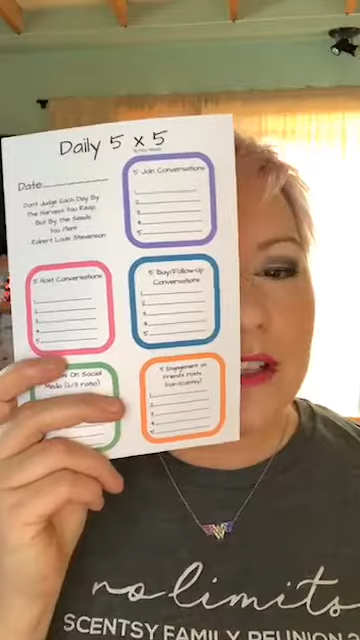 Daily 5 x 5
Date:
Don't Judge Each Day By
The Harvest You Reap,
But By The Seeds
You Plant
- Robert Louis Stevenson
5 Join Conversations
1.
2.
3.
4.
5.
5 Host Conversations
1.
2.
3.
4.
5.
5 Buy/Follow-Up
Conversations
1.
2.
3.
4.
5.
On Social
Media (2/3 ratio)
5 Engagement on
Friend's Posts
(non-Scentsy)
1.
2.
3.
4.
5.
no limits
SCENTSY FAMILY REUNION